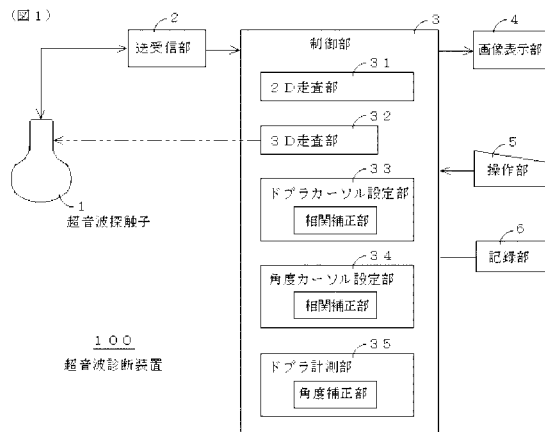 (図1)
2
送受信部
3
制御部
4
画像表示部
31
2D走査部
32
3D走査部
5
操作部
1
超音波探触子
33
ドプラカーソル設定部
相関補正部
6
記録部
34
角度カーソル設定部
相関補正部
100
超音波診断装置
35
ドプラ計測部
角度補正部